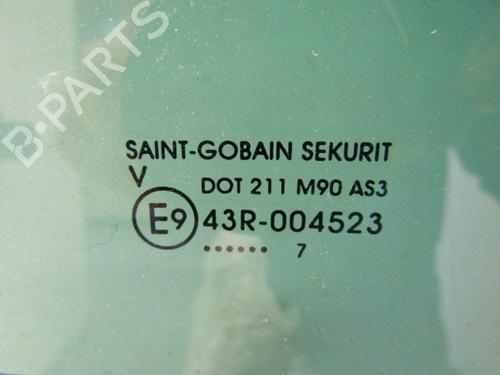 B-PARTS
SAINT-GOBAIN SEKURIT
V DOT 211 M90 AS3
E9 43R-004523
...... 7